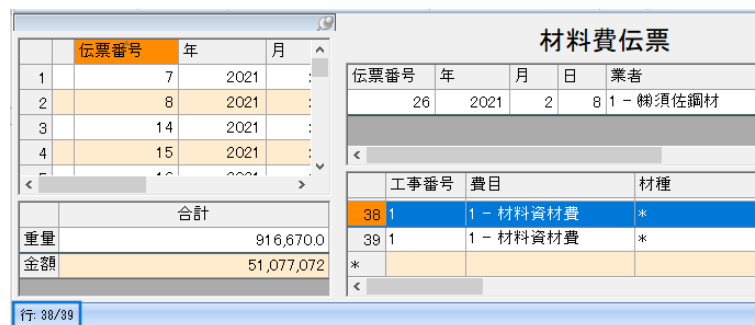 伝票番号 年 月
1 7 2021
2 8 2021
3 14 2021
4 15 2021
合計
重量 916,670.0
金額 51,077,072
行: 38/39
材料費伝票
伝票番号 年 月 日 業者
26 2021 2 8 1 - ㈱須佐鋼材
工事番号 費目 材種
38 1 1 - 材料資材費 *
39 1 1 - 材料資材費 *
*